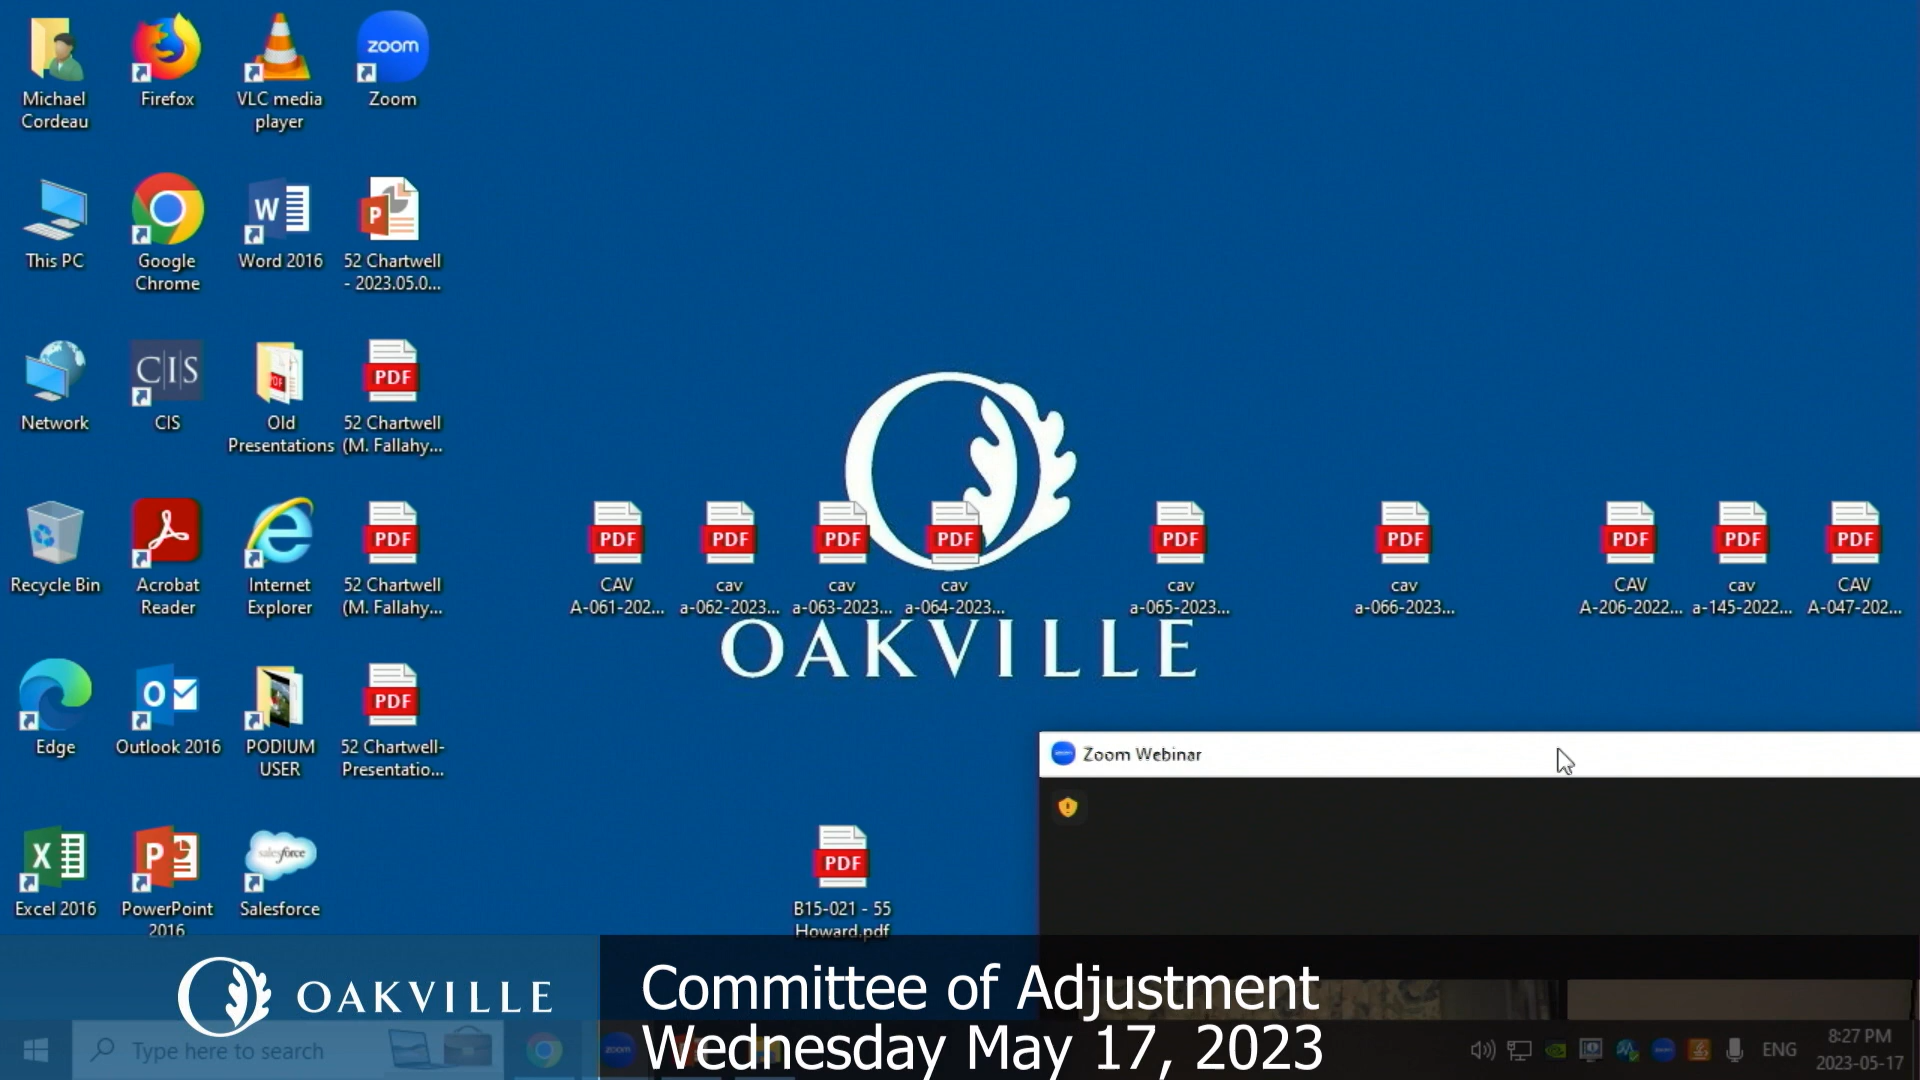 Michael
Cordeau
Firefox
VLC media
player
zoom
Zoom
This PC
Google
Chrome
W
Word 2016
P
52 Chartwell
- 2023.05.0...
Network
C|I|S
CIS
PDF
Old
Presentations
PDF
52 Chartwell
(M. Fallahy...
Recycle Bin
Acrobat
Reader
Internet
Explorer
PDF
52 Chartwell
(M. Fallahy...
PDF
CAV
A-061-202...
PDF
cav
a-062-2023...
PDF
cav
a-063-2023...
PDF
cav
a-064-2023...
PDF
cav
a-065-2023...
PDF
cav
a-066-2023...
PDF
CAV
A-206-2022...
PDF
cav
a-145-2022...
PDF
CAV
A-047-202...
OAKVILLE
Edge
O
Outlook 2016
PODIUM
USER
PDF
52 Chartwell-
Presentatio...
Zoom Webinar
X
Excel 2016
P
PowerPoint
2016
salesforce
Salesforce
PDF
B15-021 - 55
Howard.pdf
OAKVILLE
Committee of Adjustment
Wednesday May 17, 2023
Type here to search
zoom
ENG
8:27 PM
2023-05-17